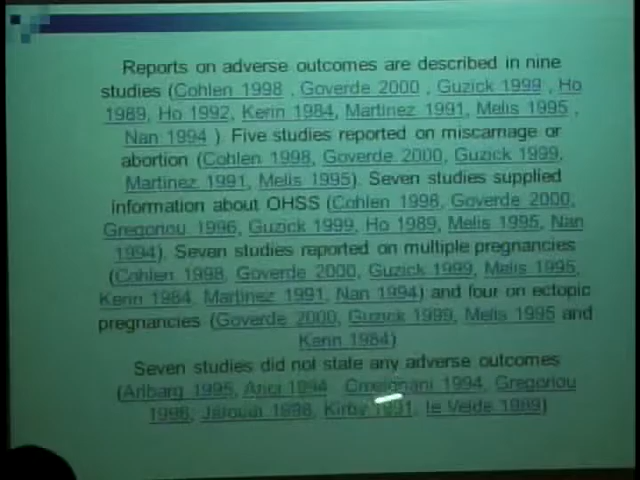 Reports on adverse outcomes are described in nine
studies (Cohlen 1998 , Goverde 2000 , Guzick 1999 , Ho
1989, Ho 1992, Kerin 1984, Martinez 1991, Melis 1995 ,
Nan 1994 ). Five studies reported on miscarriage or
abortion (Cohlen 1998, Goverde 2000, Guzick 1999,
Martinez 1991, Melis 1995). Seven studies supplied
information about OHSS (Cohlen 1998, Goverde 2000,
Gregoriou 1996, Guzick 1999, Ho 1989, Melis 1995, Nan
1994). Seven studies reported on multiple pregnancies
(Cohlen 1998, Goverde 2000, Guzick 1999, Melis 1995,
Kerin 1984, Martinez 1991, Nan 1994) and four on ectopic
pregnancies (Goverde 2000, Guzick 1999, Melis 1995 and
Kerin 1984)
Seven studies did not state any adverse outcomes
(Arlbarg 1995, 1994 1994, Gregoriou
1996, Jaroudi 1998, Kirby 1991, te Velde 1989)